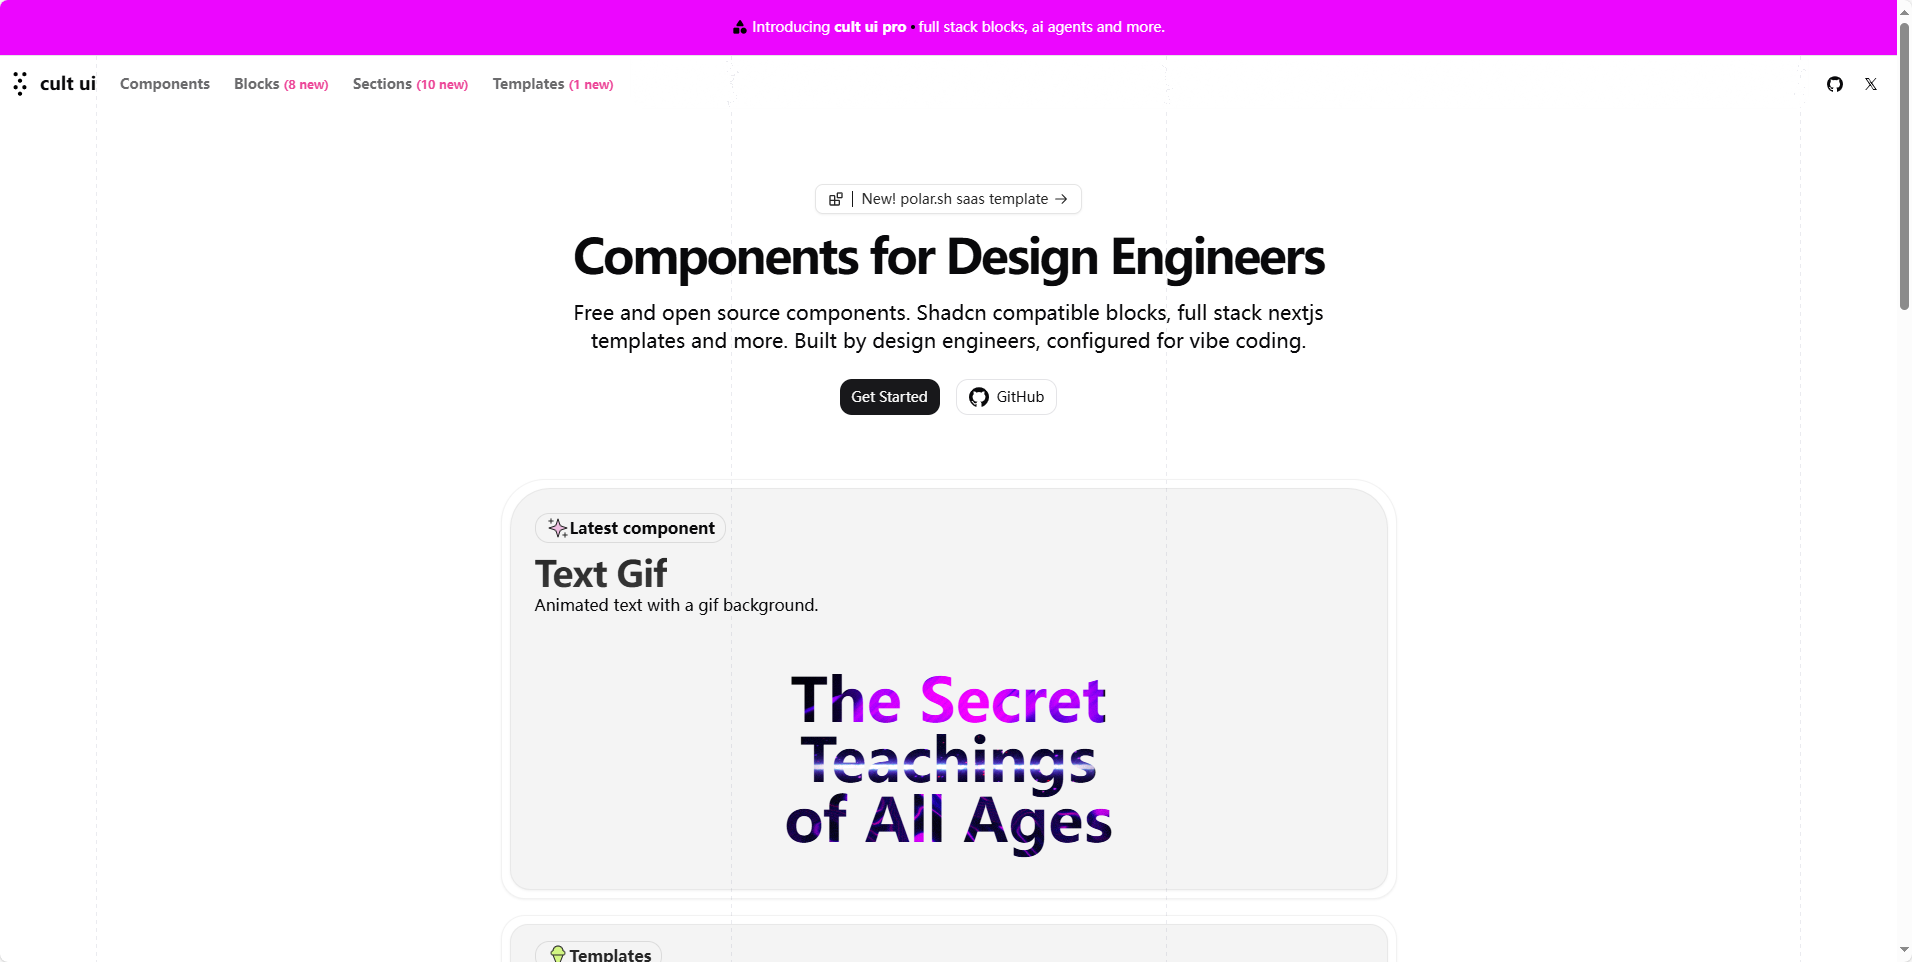 Introducing cult ui pro • full stack blocks, ai agents and more.
cult ui Components Blocks (8 new) Sections (10 new) Templates (1 new) 𝕏
New! polar.sh saas template →
Components for Design Engineers
Free and open source components. Shadcn compatible blocks, full stack nextjs
templates and more. Built by design engineers, configured for vibe coding.
Get Started GitHub
Latest component
Text Gif
Animated text with a gif background.
The Secret
Teachings
of All Ages
Templates